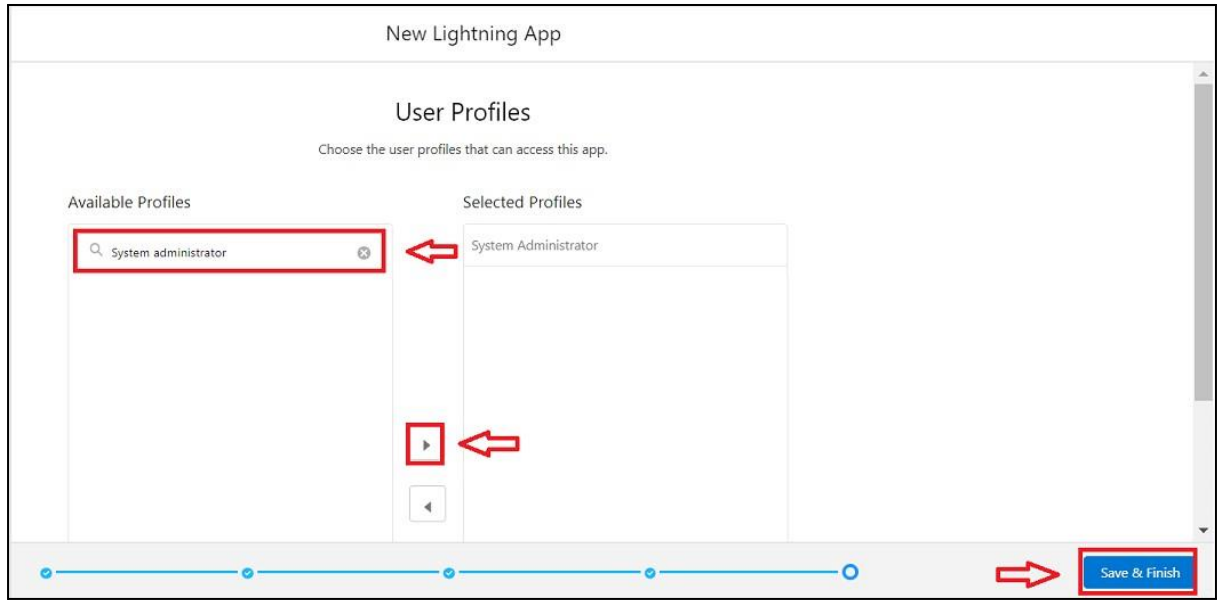 New Lightning App
User Profiles
Choose the user profiles that can access this app.
Available Profiles
Selected Profiles
System administrator
System Administrator
Save & Finish